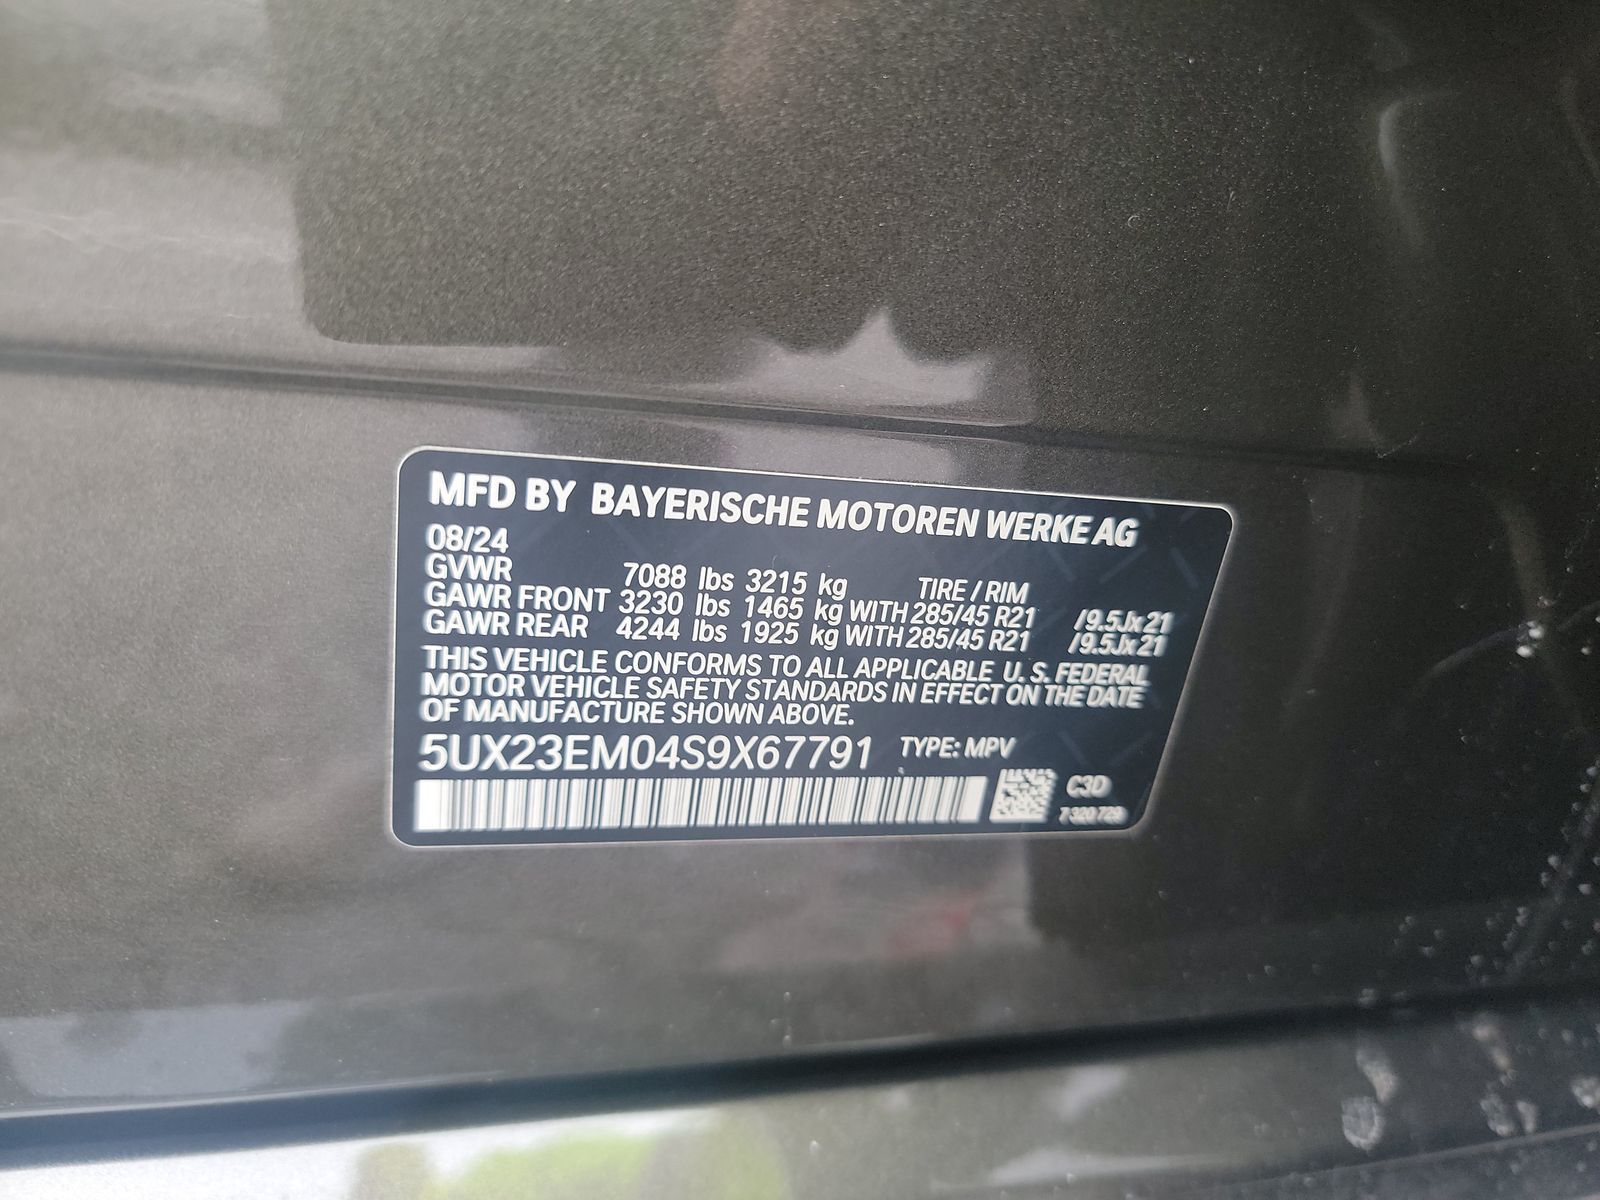 MFD BY BAYERISCHE MOTOREN WERKE AG
08/24
GVWR 7088 lbs 3215 kg TIRE / RIM
GAWR FRONT 3230 lbs 1465 kg WITH 285/45 R21 /9.5Jx21
GAWR REAR 4244 lbs 1925 kg WITH 285/45 R21 /9.5Jx21
THIS VEHICLE CONFORMS TO ALL APPLICABLE U. S. FEDERAL
MOTOR VEHICLE SAFETY STANDARDS IN EFFECT ON THE DATE
OF MANUFACTURE SHOWN ABOVE.
5UX23EM04S9X67791 TYPE: MPV
C3D
7 320 729